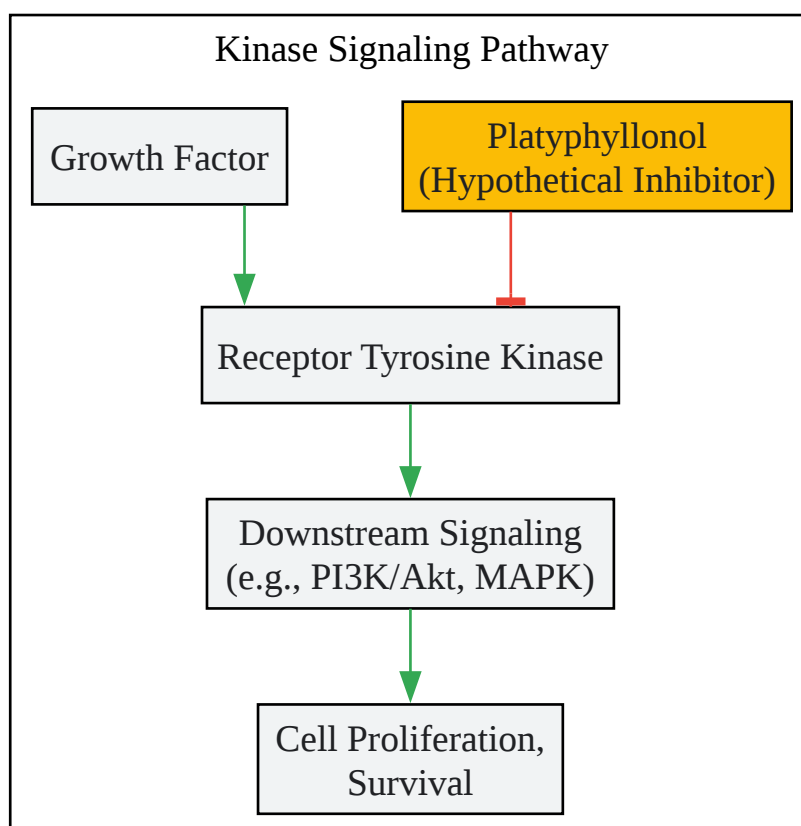 Kinase Signaling Pathway
Growth Factor
Platyphyllonol
(Hypothetical Inhibitor)
Receptor Tyrosine Kinase
Downstream Signaling
(e.g., PI3K/Akt, MAPK)
Cell Proliferation,
Survival